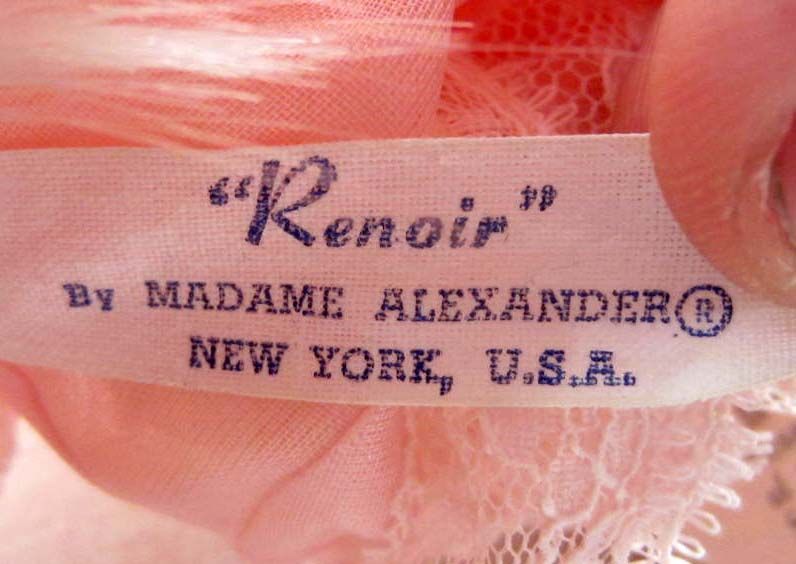 "Renoir"
By MADAME ALEXANDER®
NEW YORK, U.S.A.